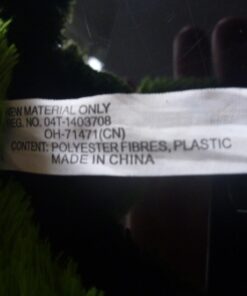 NEW MATERIAL ONLY
REG. NO. 04T-1403708
OH-71471(CN)
CONTENT: POLYESTER FIBRES, PLASTIC
MADE IN CHINA